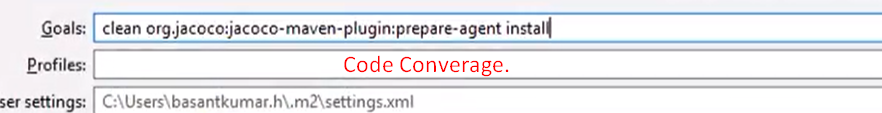 Goals: clean org.jacoco:jacoco-maven-plugin:prepare-agent install
Profiles: Code Converage.
ser settings: C:\Users\basantkumar.h\.m2\settings.xml